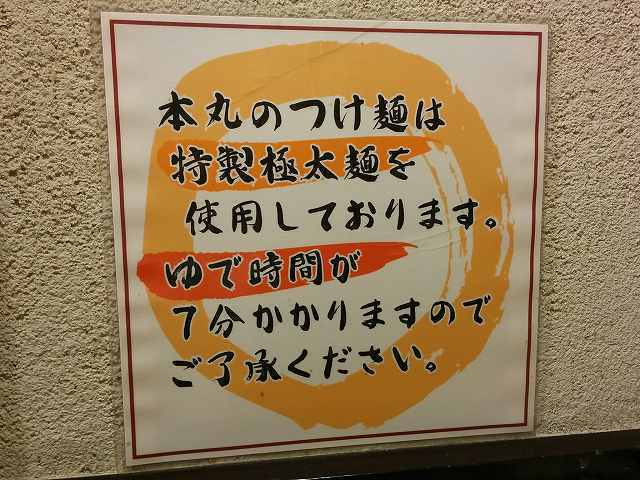 本丸のつけ麺は
特製極太麺を
使用しております。
ゆで時間が
7分かかりますので
ご了承ください。